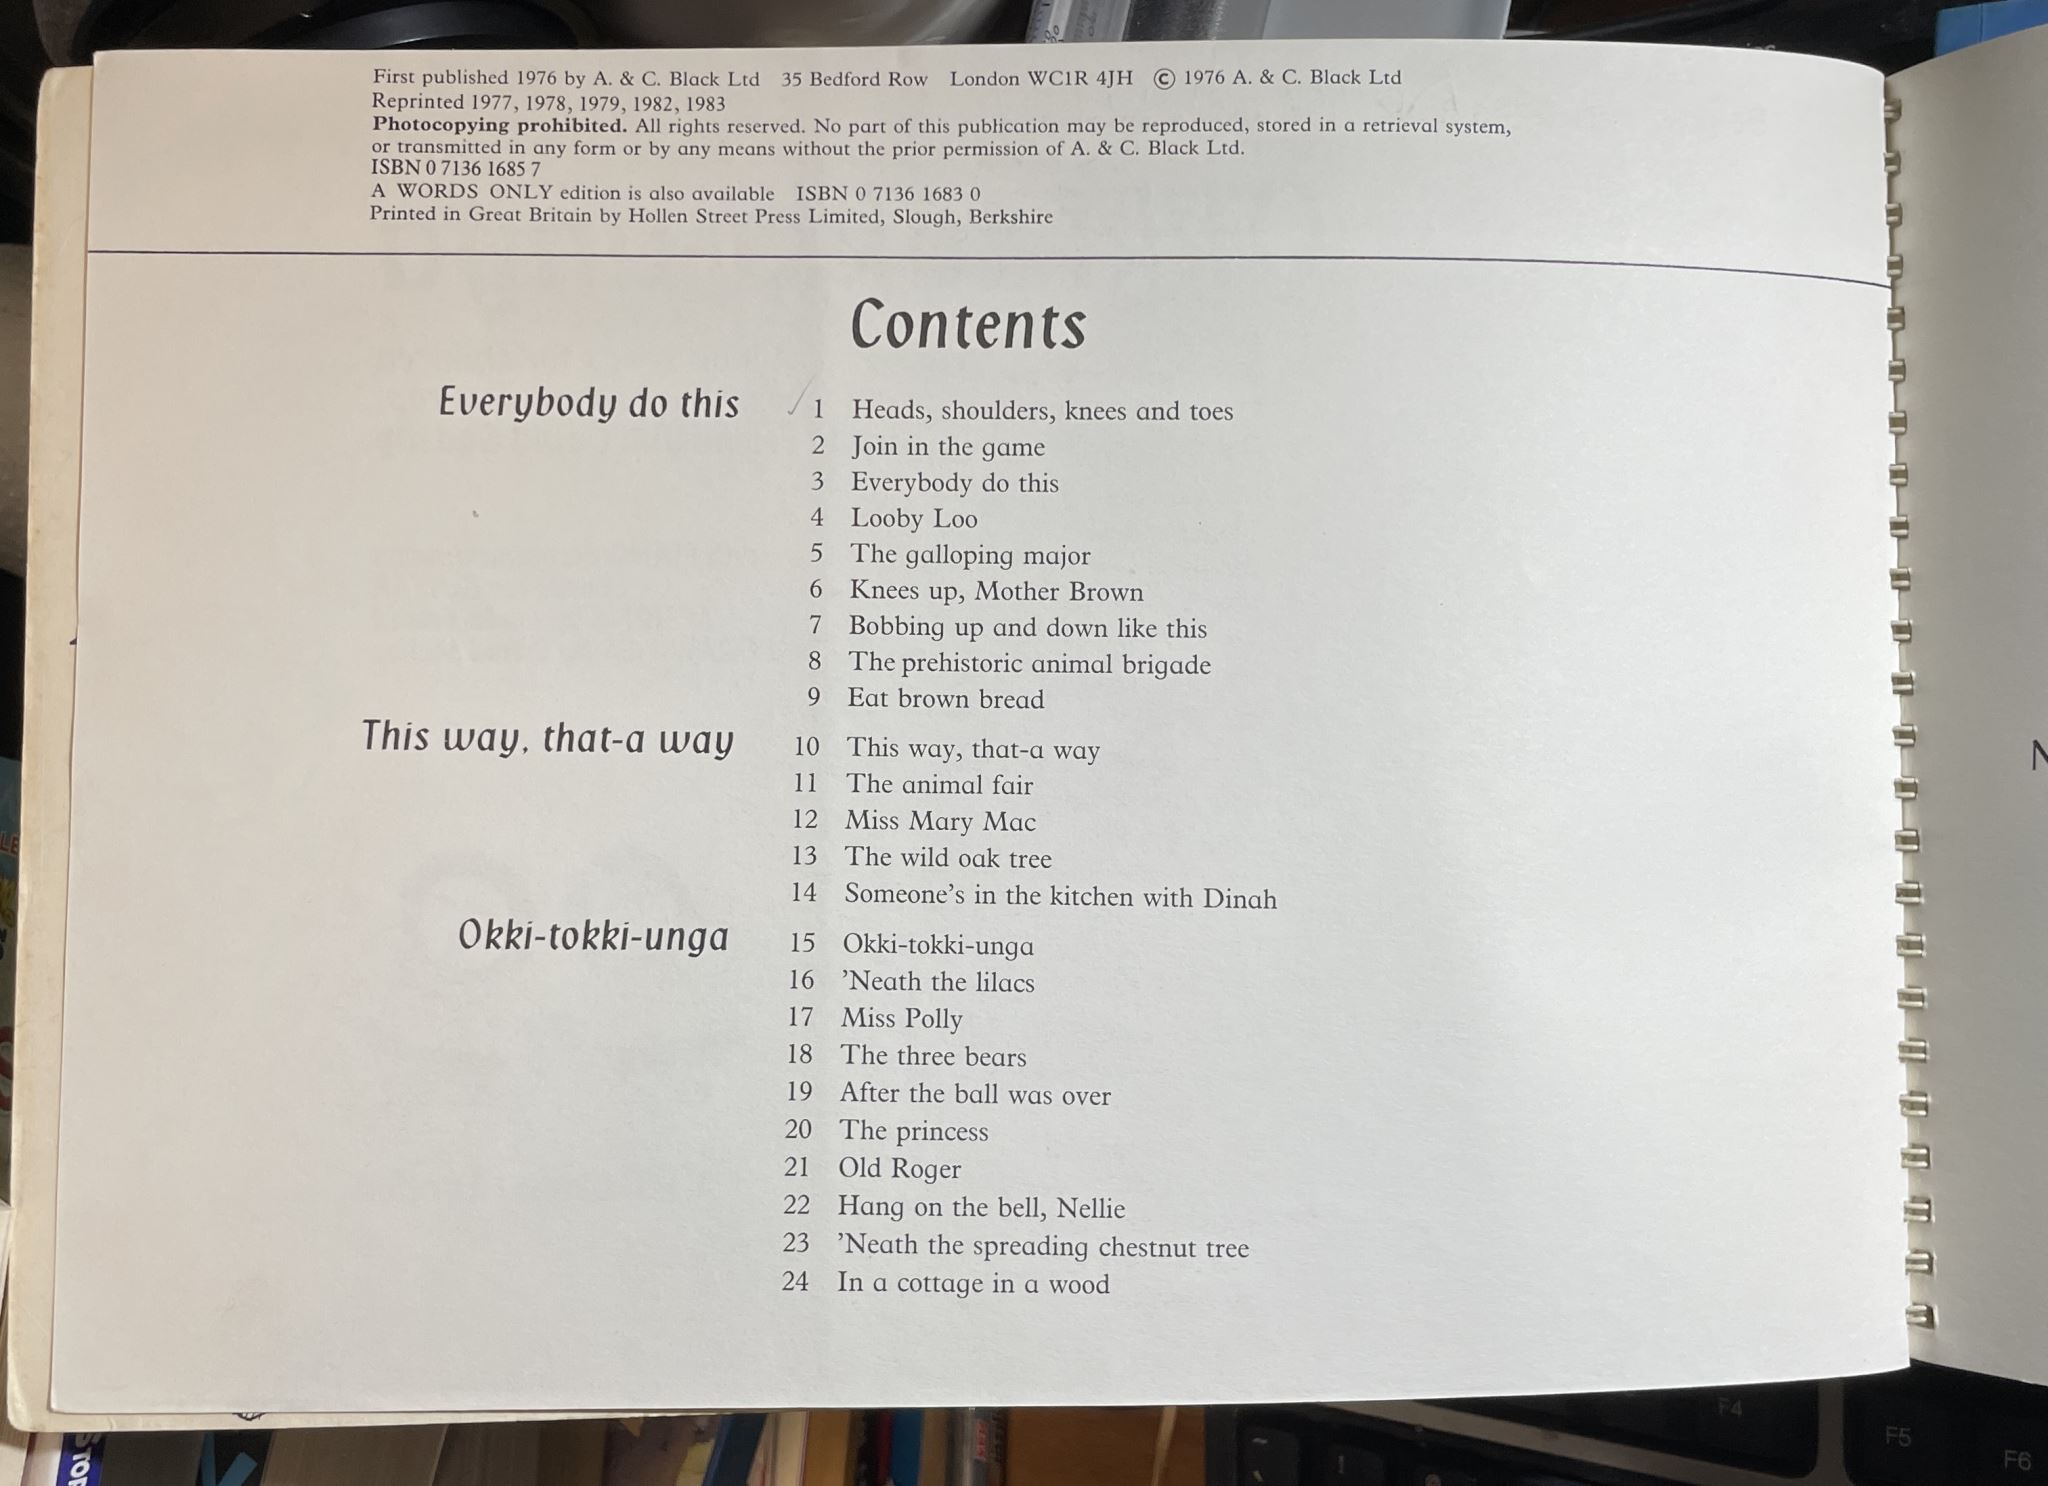 First published 1976 by A. & C. Black Ltd 35 Bedford Row London WC1R 4JH © 1976 A. & C. Black Ltd
Reprinted 1977, 1978, 1979, 1982, 1983
Photocopying prohibited. All rights reserved. No part of this publication may be reproduced, stored in a retrieval system,
or transmitted in any form or by any means without the prior permission of A. & C. Black Ltd.
ISBN 0 7136 1685 7
A WORDS ONLY edition is also available ISBN 0 7136 1683 0
Printed in Great Britain by Hollen Street Press Limited, Slough, Berkshire
Contents
Everybody do this
1 Heads, shoulders, knees and toes
2 Join in the game
3 Everybody do this
4 Looby Loo
5 The galloping major
6 Knees up, Mother Brown
7 Bobbing up and down like this
8 The prehistoric animal brigade
9 Eat brown bread
This way, that-a way
10 This way, that-a way
11 The animal fair
12 Miss Mary Mac
13 The wild oak tree
14 Someone's in the kitchen with Dinah
Okki-tokki-unga
15 Okki-tokki-unga
16 'Neath the lilacs
17 Miss Polly
18 The three bears
19 After the ball was over
20 The princess
21 Old Roger
22 Hang on the bell, Nellie
23 'Neath the spreading chestnut tree
24 In a cottage in a wood
F4
F5
F6